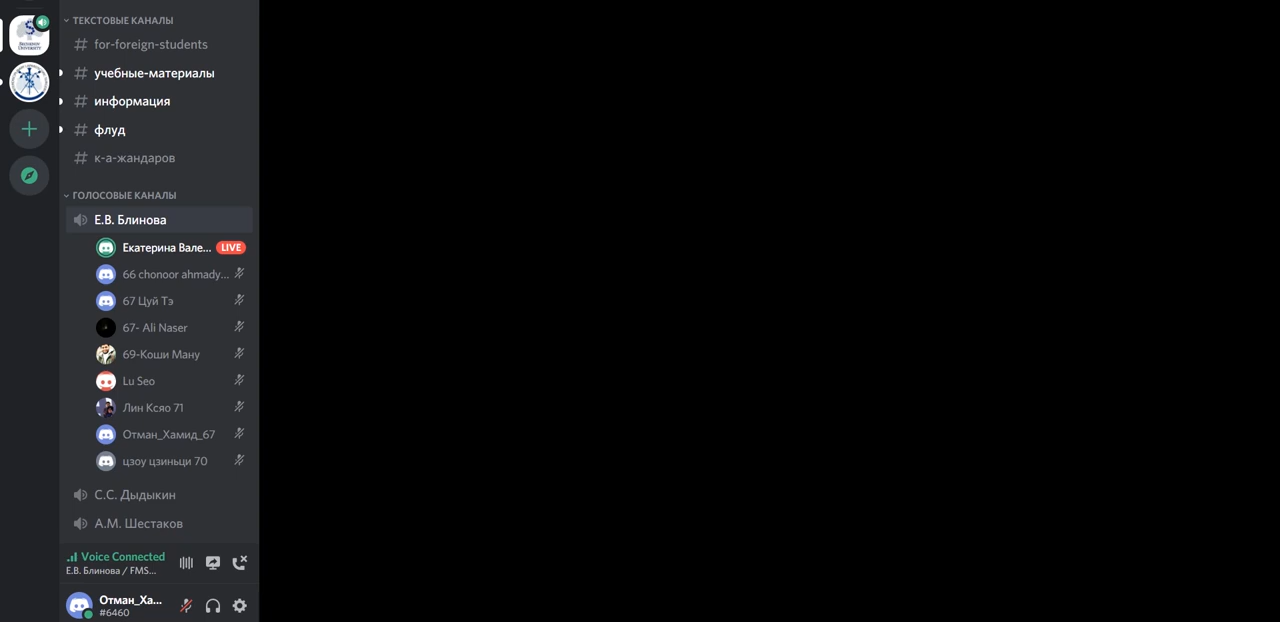 ТЕКСТОВЫЕ КАНАЛЫ
for-foreign-students
учебные-материалы
информация
флуд
к-а-жандаров
ГОЛОСОВЫЕ КАНАЛЫ
Е.В. Блинова
Екатерина Вале... LIVE
66 chonoor ahmady...
67 Цуй Тэ
67- Ali Naser
69-Коши Ману
Lu Seo
Лин Ксяо 71
Отман_Хамид_67
цзоу цзиньци 70
С.С. Дыдыкин
А.М. Шестаков
Voice Connected
Е.В. Блинова / FMS...
Отман_Ха...
#6460